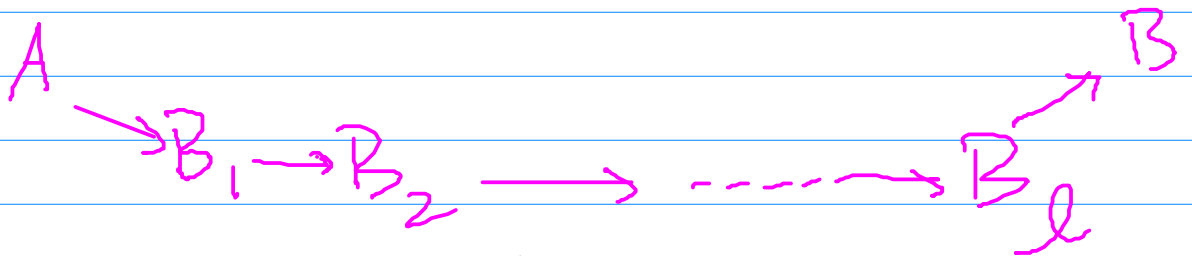 A → B₁ → B₂ → ---- → Bₗ → B